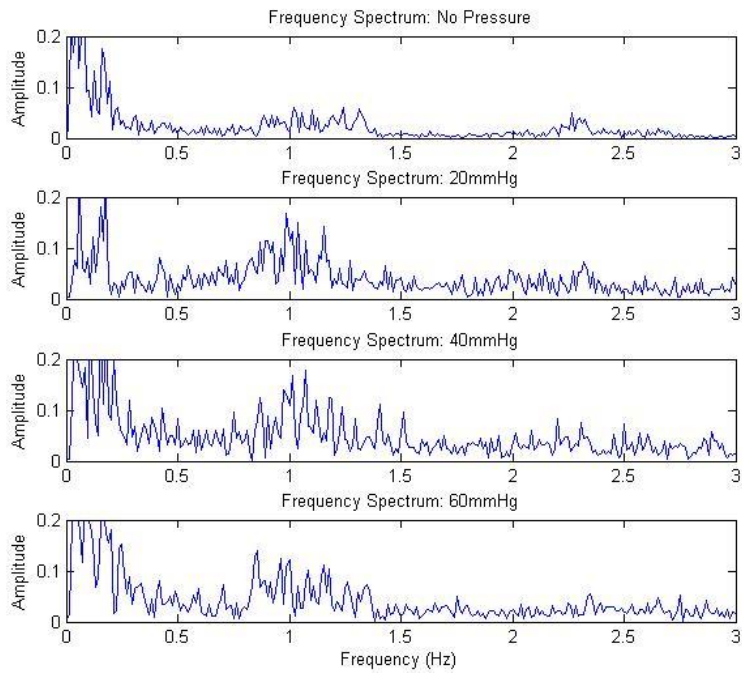 Frequency Spectrum: No Pressure
0.2
0.1
0
Amplitude
0 0.5 1 1.5 2 2.5 3
Frequency Spectrum: 20mmHg
0.2
0.1
0
Amplitude
0 0.5 1 1.5 2 2.5 3
Frequency Spectrum: 40mmHg
0.2
0.1
0
Amplitude
0 0.5 1 1.5 2 2.5 3
Frequency Spectrum: 60mmHg
0.2
0.1
0
Amplitude
0 0.5 1 1.5 2 2.5 3
Frequency (Hz)